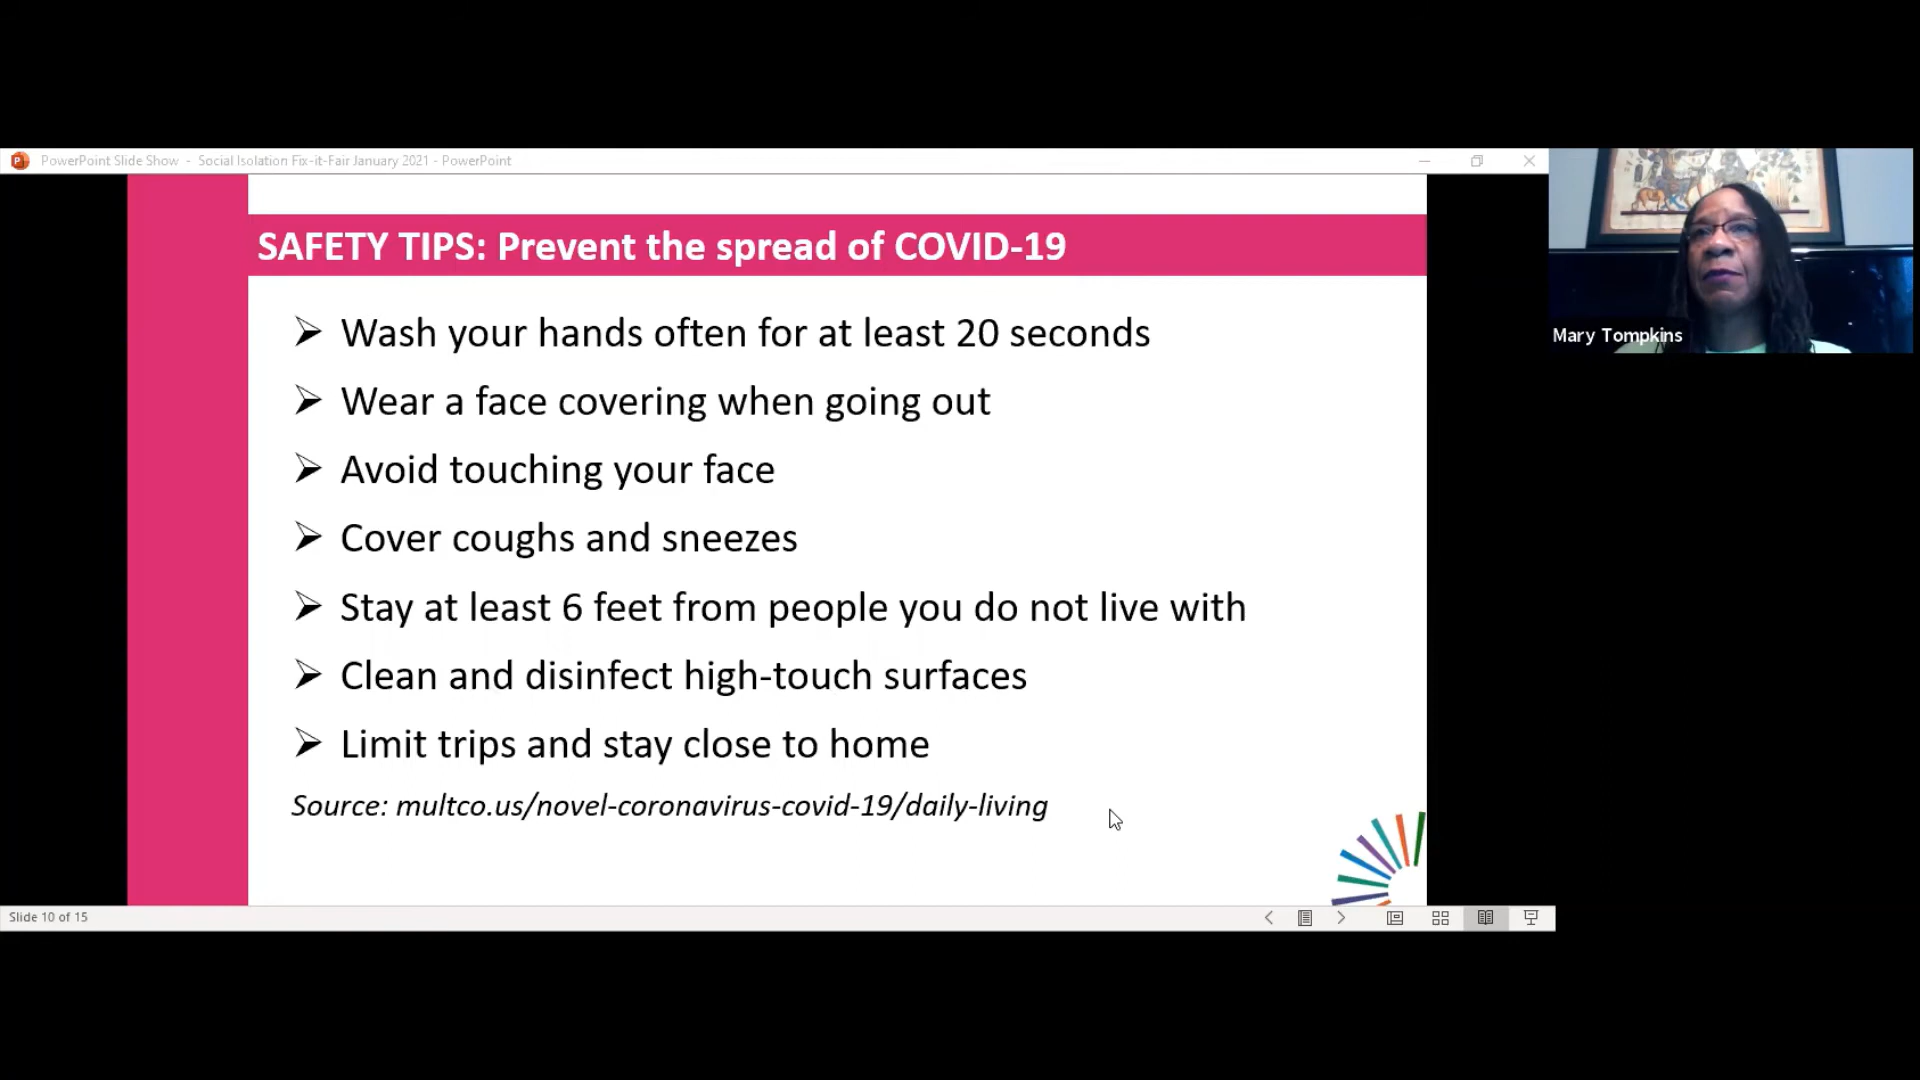 PowerPoint Slide Show - Social Isolation Fix-it-Fair January 2021 - PowerPoint
SAFETY TIPS: Prevent the spread of COVID-19
Wash your hands often for at least 20 seconds
Wear a face covering when going out
Avoid touching your face
Cover coughs and sneezes
Stay at least 6 feet from people you do not live with
Clean and disinfect high-touch surfaces
Limit trips and stay close to home
Source: multco.us/novel-coronavirus-covid-19/daily-living
Mary Tompkins
Slide 10 of 15